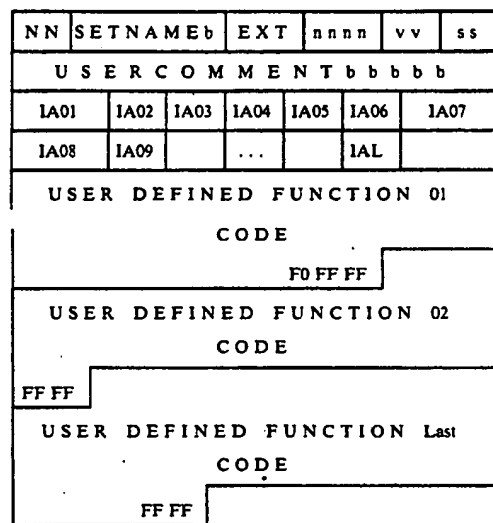 NN SETNAMEb EXT nnnn vv ss
USERCOMMENTbbbbb
IA01 IA02 IA03 IA04 IA05 IA06 IA07
IA08 IA09 ... IAL
USER DEFINED FUNCTION 01
CODE
F0 FF FF
USER DEFINED FUNCTION 02
CODE
FF FF
USER DEFINED FUNCTION Last
CODE
FF FF